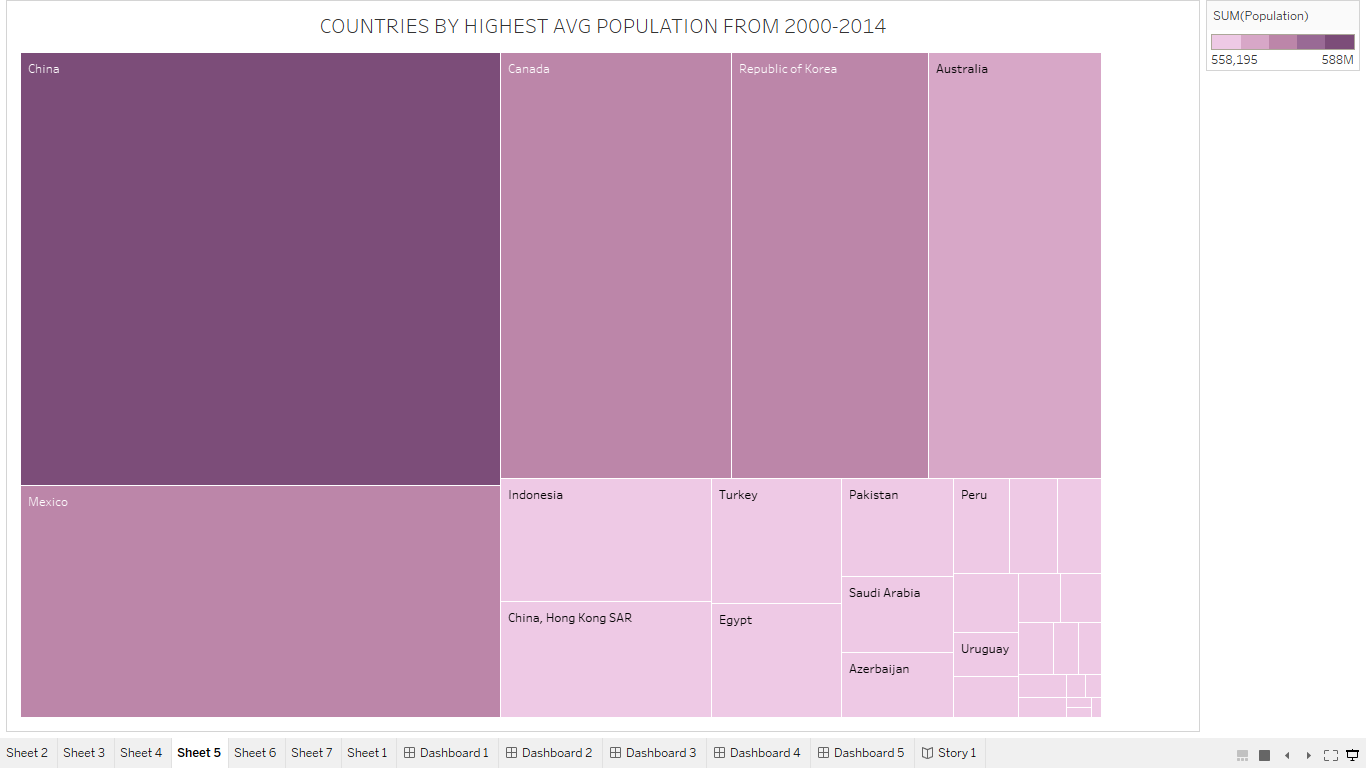 COUNTRIES BY HIGHEST AVG POPULATION FROM 2000-2014
SUM(Population)
558,195 588M
China
Canada
Republic of Korea
Australia
Mexico
Indonesia
Turkey
Pakistan
Peru
Saudi Arabia
China, Hong Kong SAR
Egypt
Uruguay
Azerbaijan
Sheet 2 Sheet 3 Sheet 4 Sheet 5 Sheet 6 Sheet 7 Sheet 1 Dashboard 1 Dashboard 2 Dashboard 3 Dashboard 4 Dashboard 5 Story 1